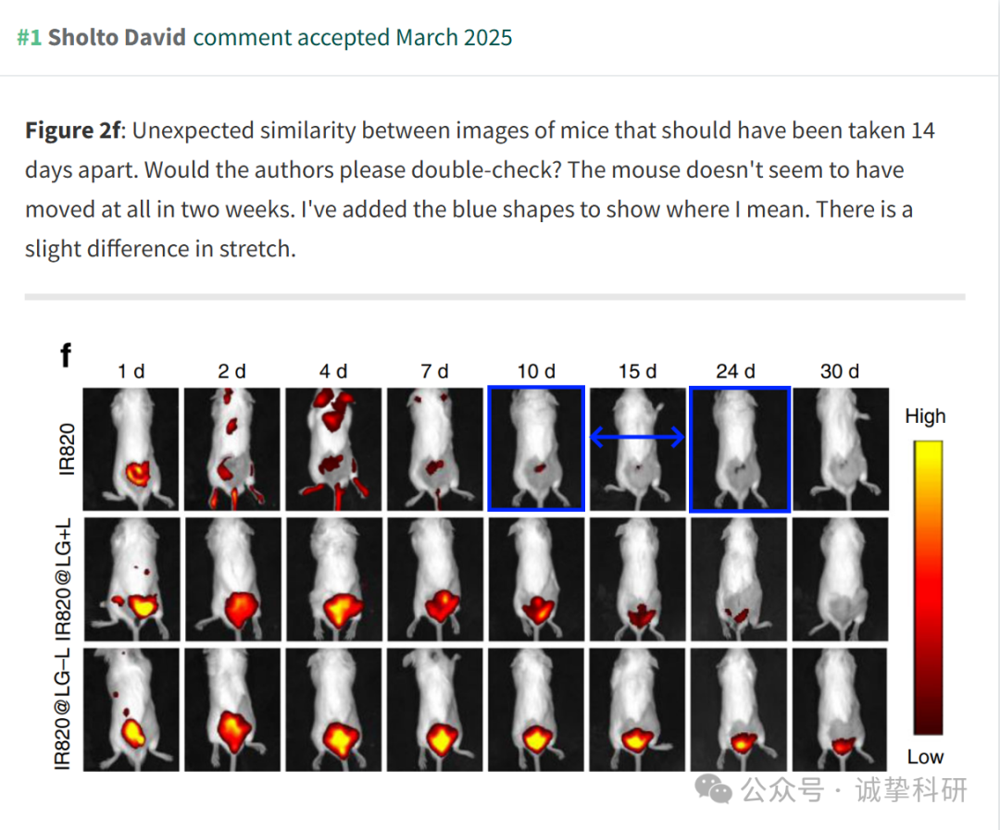 #1 Sholto David comment accepted March 2025
Figure 2f: Unexpected similarity between images of mice that should have been taken 14
days apart. Would the authors please double-check? The mouse doesn't seem to have
moved at all in two weeks. I've added the blue shapes to show where I mean. There is a
slight difference in stretch.
f
1 d 2 d 4 d 7 d 10 d 15 d 24 d 30 d
High
IR820
IR820@LG+L
IR820@LG–L
Low
公众号 · 诚挚科研